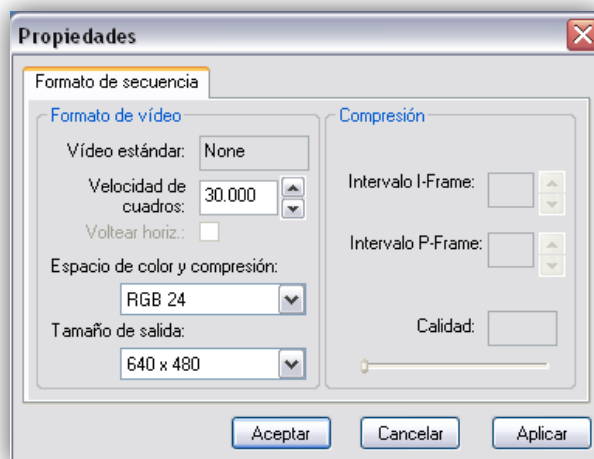 Propiedades
Formato de secuencia
Formato de vídeo
Vídeo estándar: None
Velocidad de
cuadros: 30.000
Voltear horiz.:
Espacio de color y compresión:
RGB 24
Tamaño de salida:
640 x 480
Compresión
Intervalo I-Frame:
Intervalo P-Frame:
Calidad:
Aceptar
Cancelar
Aplicar